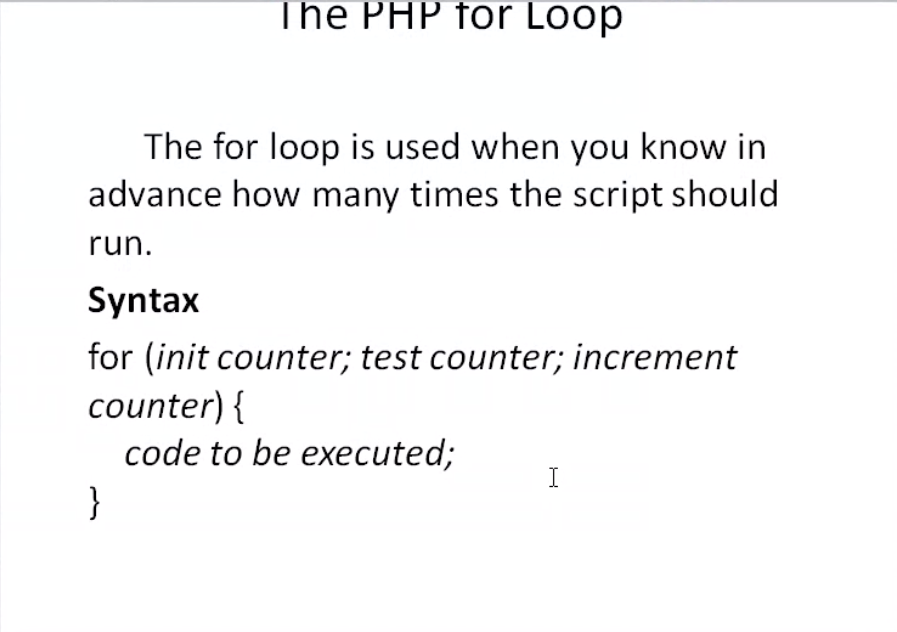 The PHP for Loop
The for loop is used when you know in
advance how many times the script should
run.
Syntax
for (init counter; test counter; increment
counter) {
code to be executed;
}